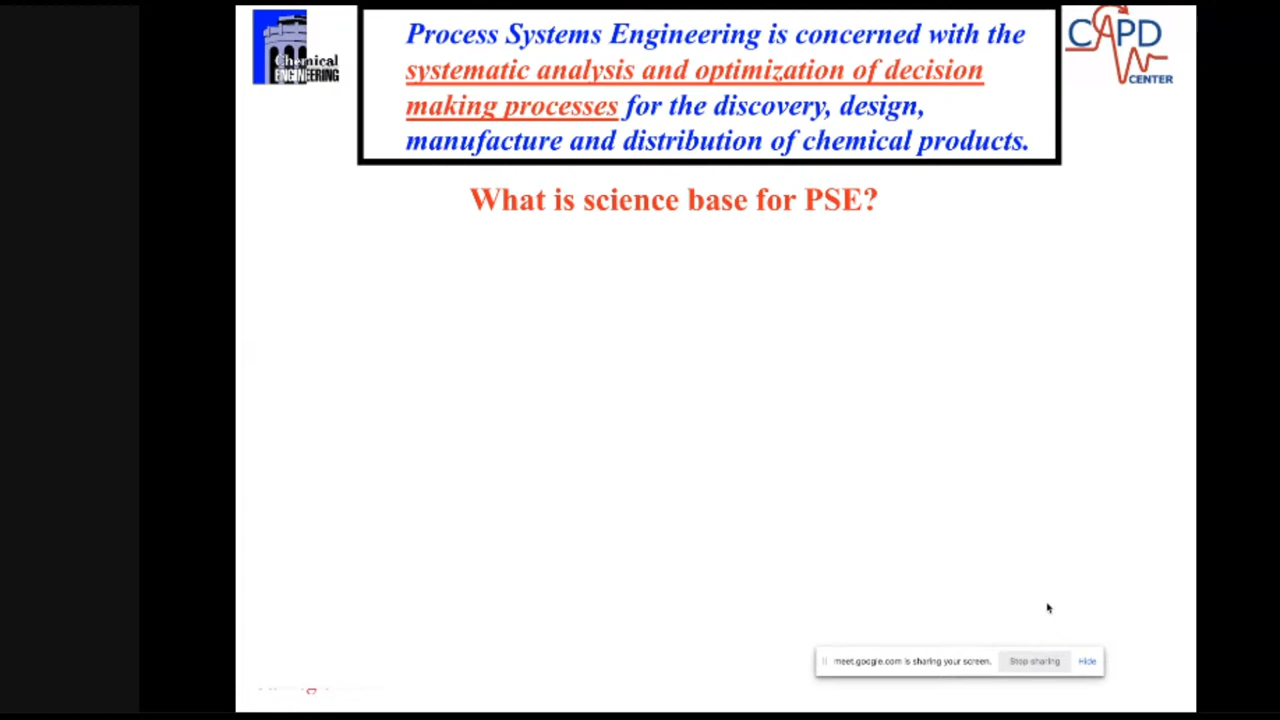 Process Systems Engineering is concerned with the
systematic analysis and optimization of decision
making processes for the discovery, design,
manufacture and distribution of chemical products.
Chemical
ENGINEERING
CAPD
CENTER
What is science base for PSE?
meet.google.com is sharing your screen. Stop sharing Hide